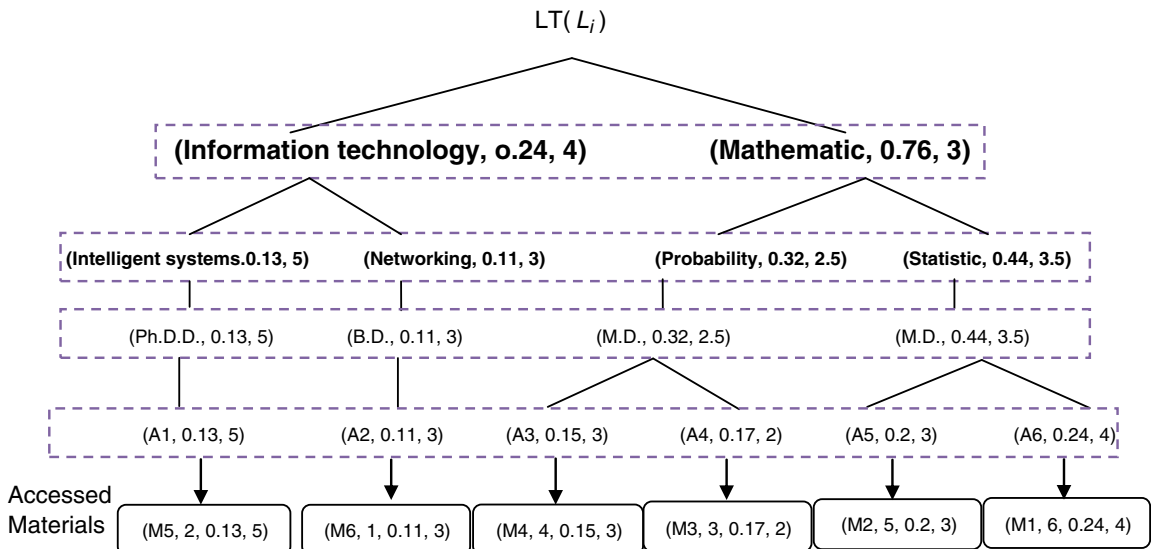 LT( Li )
(Information technology, o.24, 4) (Mathematic, 0.76, 3)
(Intelligent systems.0.13, 5) (Networking, 0.11, 3) (Probability, 0.32, 2.5) (Statistic, 0.44, 3.5)
(Ph.D.D., 0.13, 5) (B.D., 0.11, 3) (M.D., 0.32, 2.5) (M.D., 0.44, 3.5)
(A1, 0.13, 5) (A2, 0.11, 3) (A3, 0.15, 3) (A4, 0.17, 2) (A5, 0.2, 3) (A6, 0.24, 4)
Accessed
Materials
(M5, 2, 0.13, 5) (M6, 1, 0.11, 3) (M4, 4, 0.15, 3) (M3, 3, 0.17, 2) (M2, 5, 0.2, 3) (M1, 6, 0.24, 4)